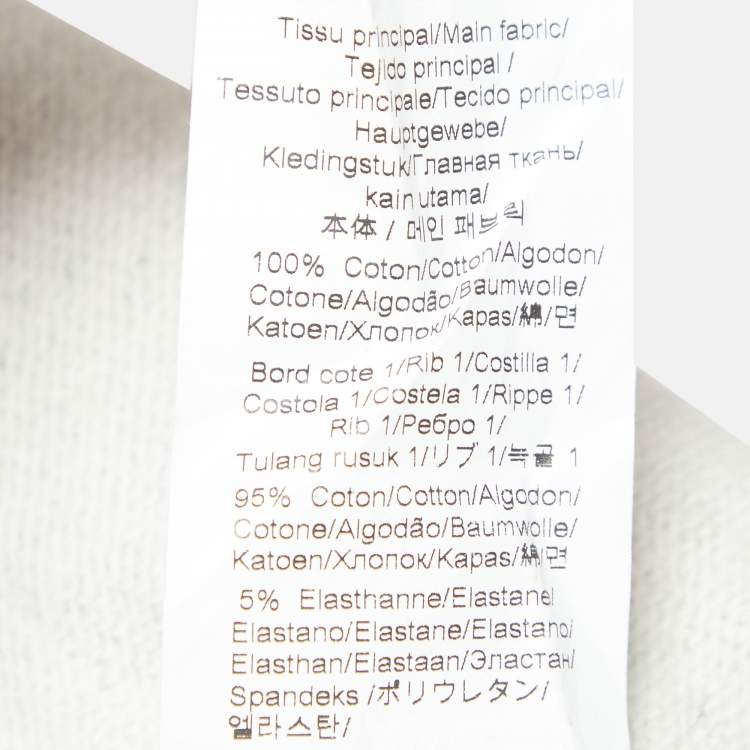 Tissu principal/Main fabric/
Tejido principal /
Tessuto principale/Tecido principal/
Hauptgewebe/
Kledingstuk/Главная ткань/
kain utama/
本体 / 메인 패브릭
100% Coton/Cotton/Algodon/
Cotone/Algodão/Baumwolle/
Katoen/Хлопок/Kapas/綿/면
Bord cote 1/Rib 1/Costilla 1/
Costola 1/Costela 1/Rippe 1/
Rib 1/Ребро 1/
Tulang rusuk 1/リブ 1/늑골 1
95% Coton/Cotton/Algodon/
Cotone/Algodão/Baumwolle/
Katoen/Хлопок/Kapas/綿/면
5% Elasthanne/Elastane/
Elastano/Elastane/Elastano/
Elasthan/Elastaan/Эластан/
Spandeks /ポリウレタン/
엘라스탄/